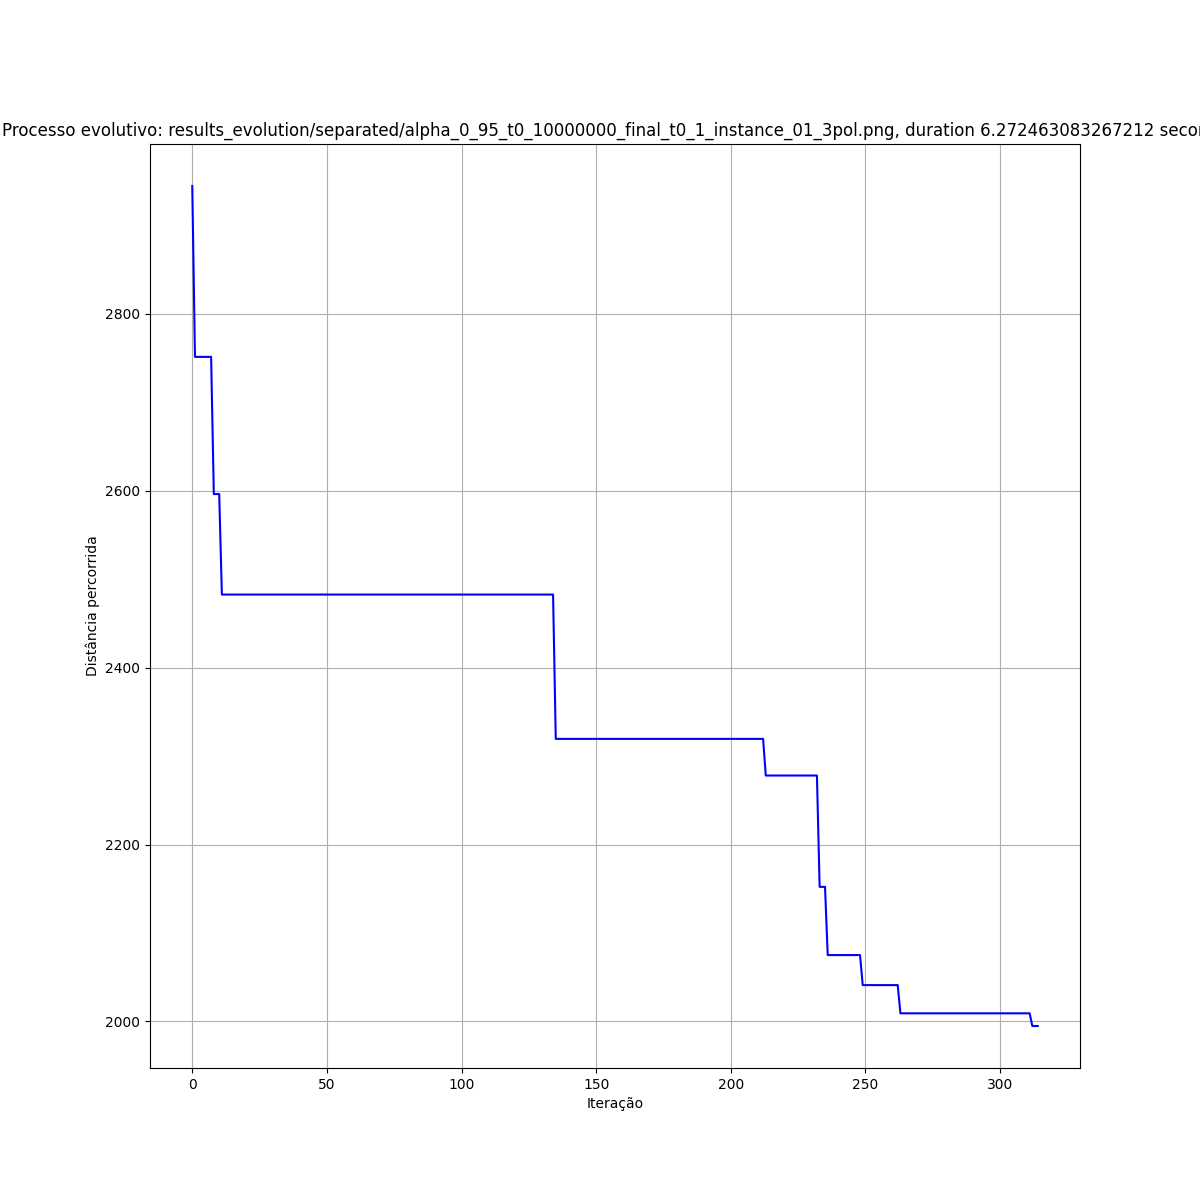 Processo evolutivo: results_evolution/separated/alpha_0_95_t0_10000000_final_t0_1_instance_01_3pol.png, duration 6.272463083267212
2800
2600
2400
2200
2000
Distância percorrida
0 50 100 150 200 250 300
Iteração